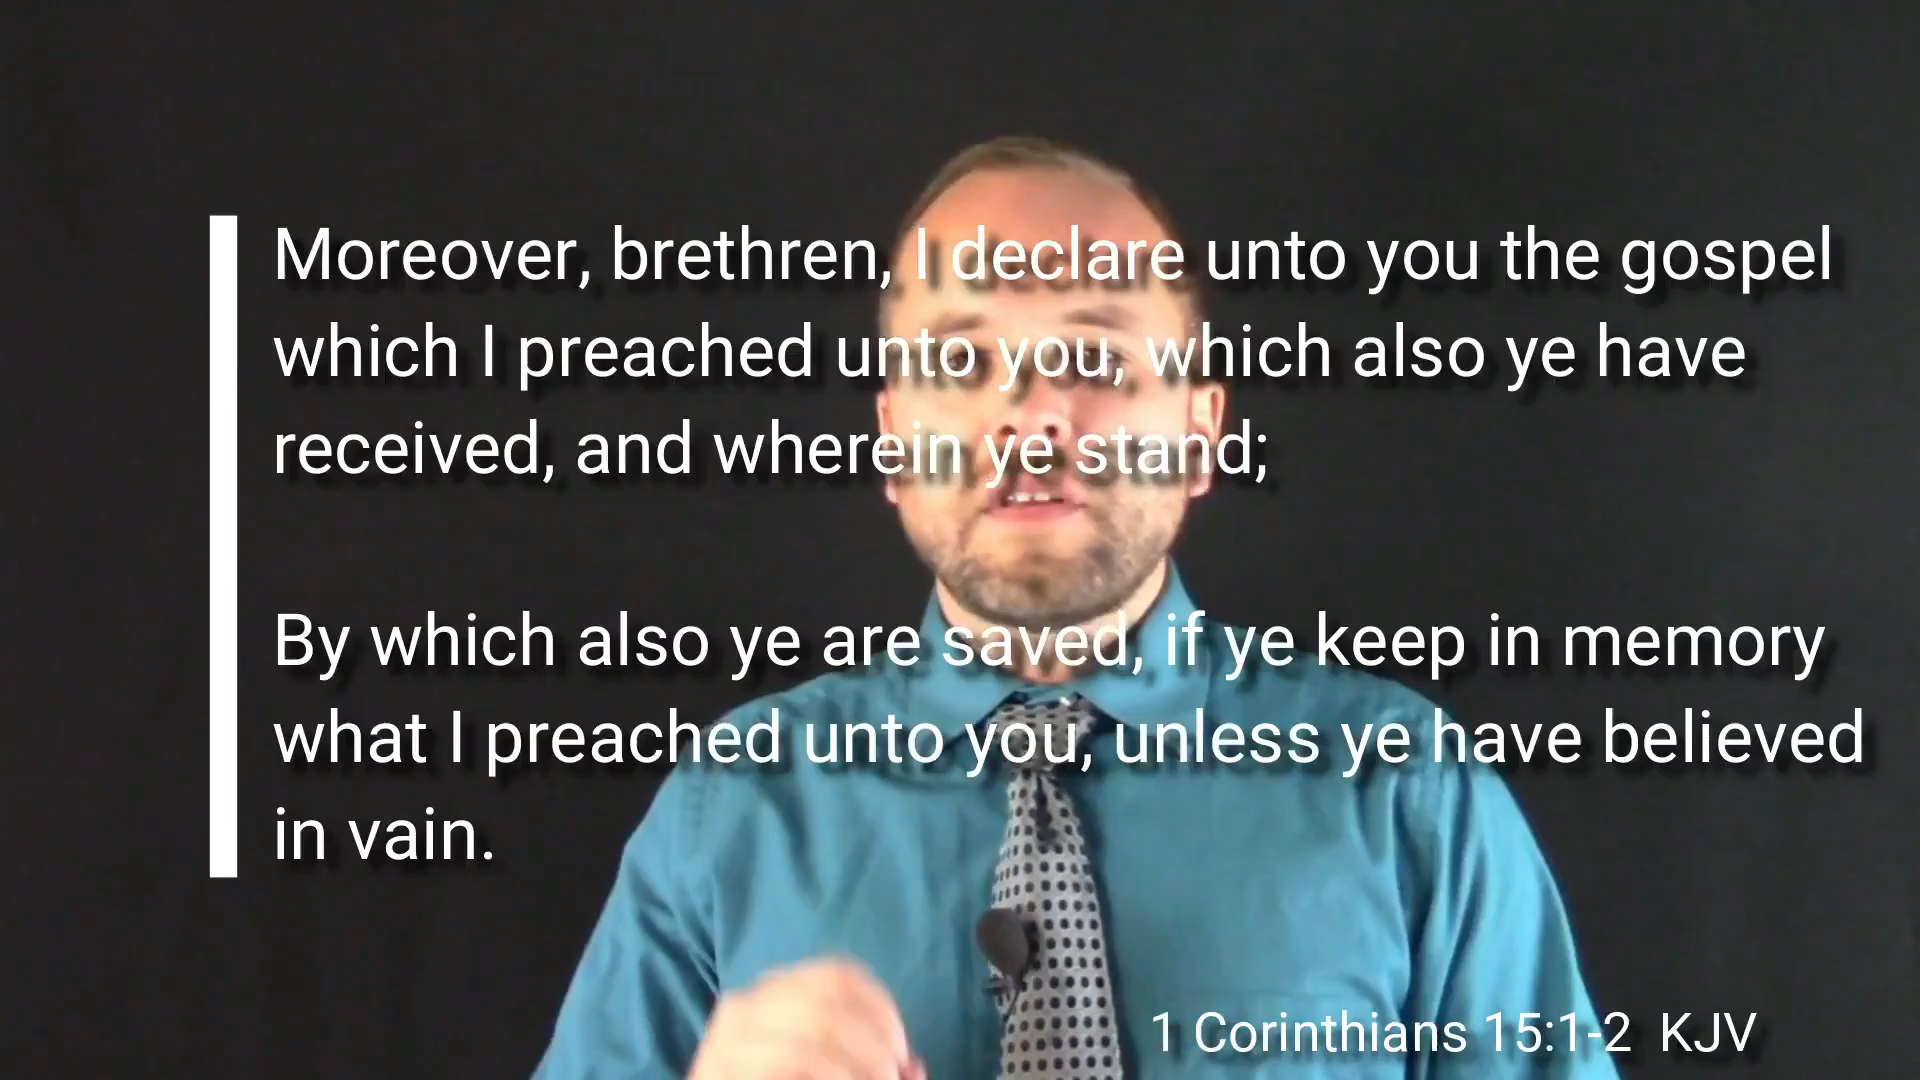 Moreover, brethren, I declare unto you the gospel
which I preached unto you, which also ye have
received, and wherein ye stand;
By which also ye are saved, if ye keep in memory
what I preached unto you, unless ye have believed
in vain.
1 Corinthians 15:1-2 KJV